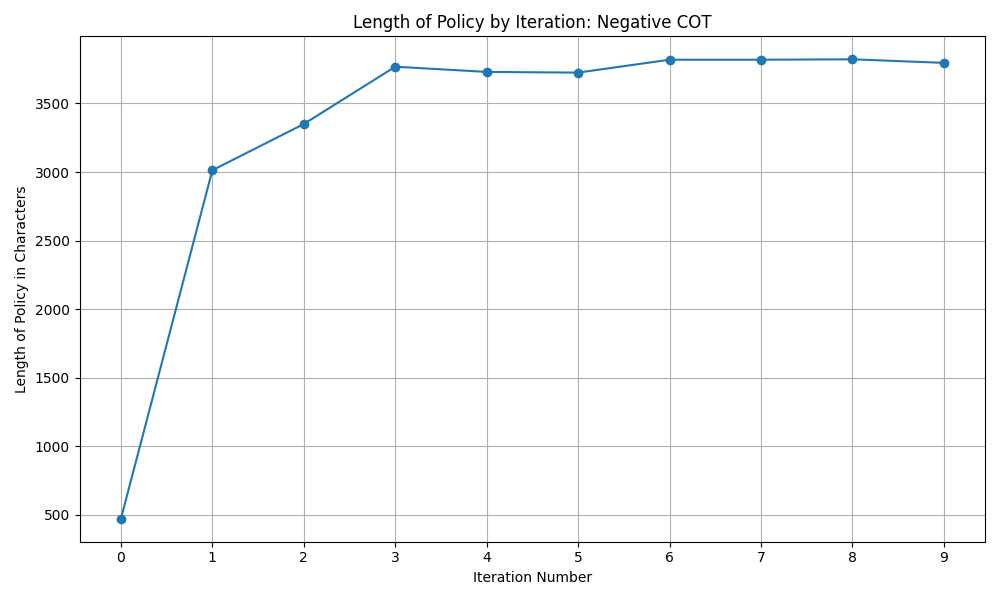 Length of Policy by Iteration: Negative COT
Length of Policy in Characters
3500
3000
2500
2000
1500
1000
500
0 1 2 3 4 5 6 7 8 9
Iteration Number